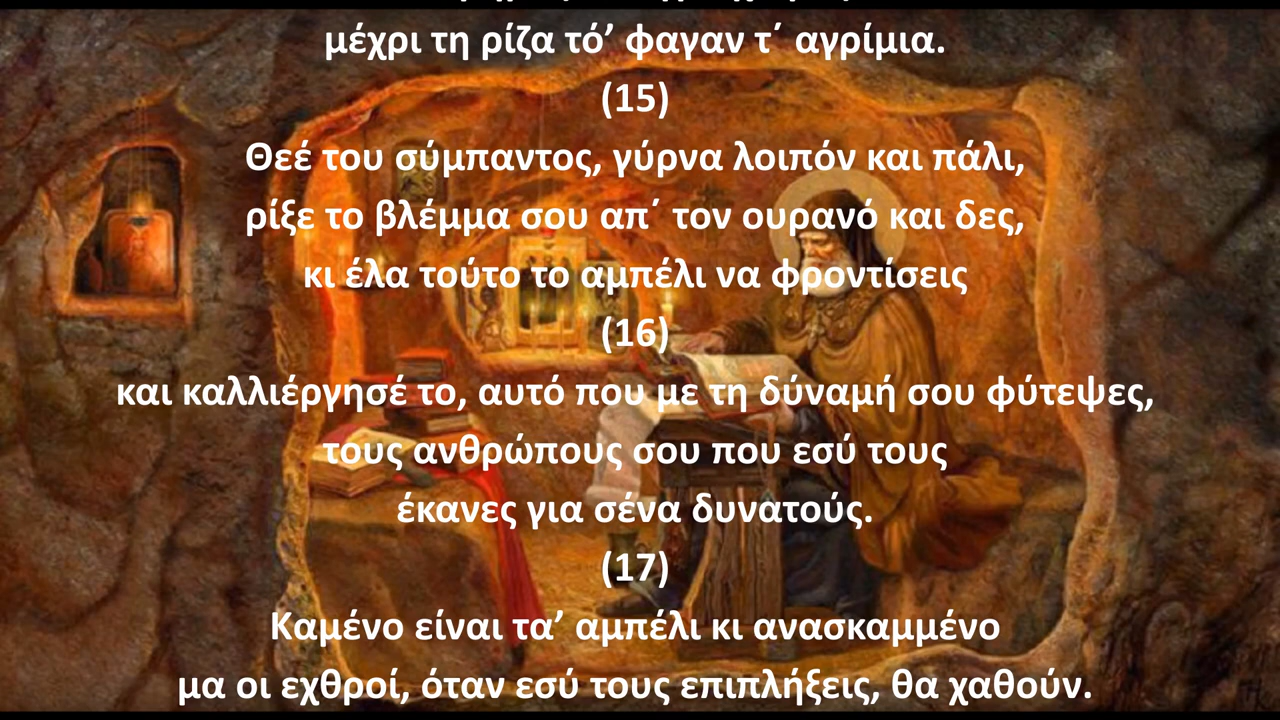 μέχρι τη ρίζα τό’ φαγαν τ΄ αγρίμια.
(15)
Θεέ του σύμπαντος, γύρνα λοιπόν και πάλι,
ρίξε το βλέμμα σου απ΄ τον ουρανό και δες,
κι έλα τούτο το αμπέλι να φροντίσεις
(16)
και καλλιέργησέ το, αυτό που με τη δύναμή σου φύτεψες,
τους ανθρώπους σου που εσύ τους
έκανες για σένα δυνατούς.
(17)
Καμένο είναι τα’ αμπέλι κι ανασκαμμένο
μα οι εχθροί, όταν εσύ τους επιπλήξεις, θα χαθούν.